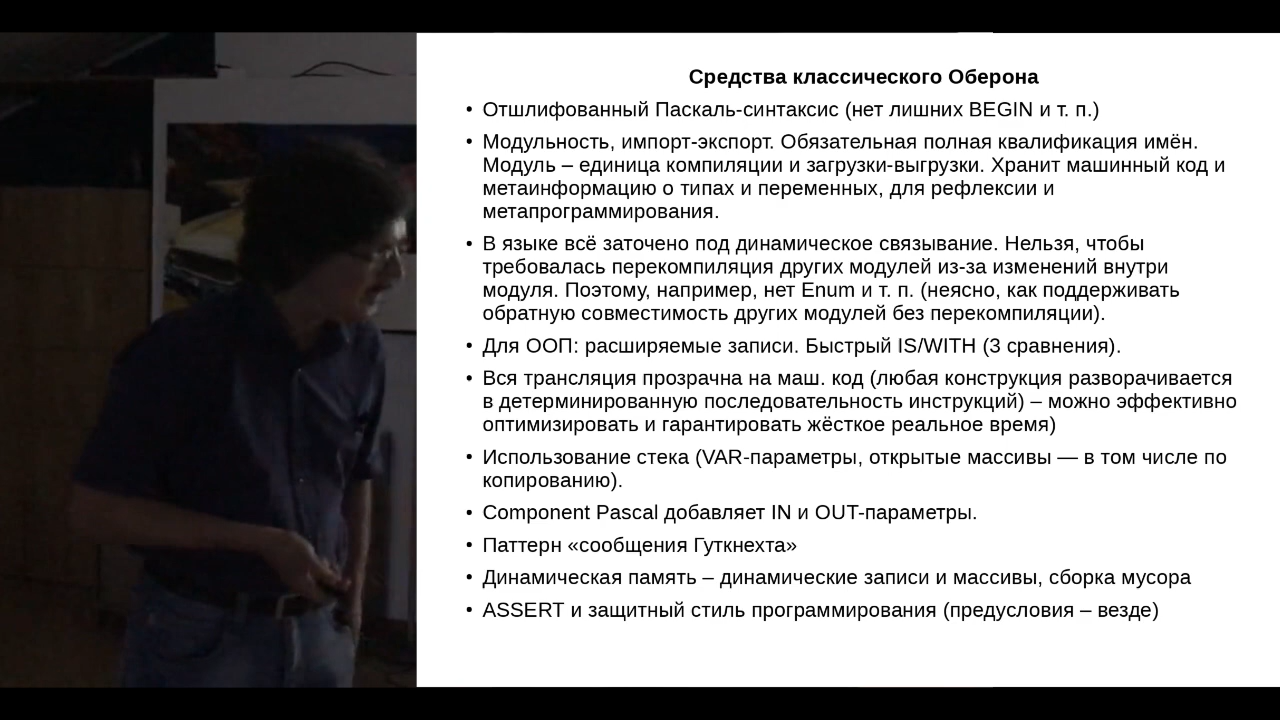 Средства классического Оберона
• Отшлифованный Паскаль-синтаксис (нет лишних BEGIN и т. п.)
• Модульность, импорт-экспорт. Обязательная полная квалификация имён.
Модуль – единица компиляции и загрузки-выгрузки. Хранит машинный код и
метаинформацию о типах и переменных, для рефлексии и
метапрограммирования.
• В языке всё заточено под динамическое связывание. Нельзя, чтобы
требовалась перекомпиляция других модулей из-за изменений внутри
модуля. Поэтому, например, нет Enum и т. п. (неясно, как поддерживать
обратную совместимость других модулей без перекомпиляции).
• Для ООП: расширяемые записи. Быстрый IS/WITH (3 сравнения).
• Вся трансляция прозрачна на маш. код (любая конструкция разворачивается
в детерминированную последовательность инструкций) – можно эффективно
оптимизировать и гарантировать жёсткое реальное время)
• Использование стека (VAR-параметры, открытые массивы — в том числе по
копированию).
• Component Pascal добавляет IN и OUT-параметры.
• Паттерн «сообщения Гуткнехта»
• Динамическая память – динамические записи и массивы, сборка мусора
• ASSERT и защитный стиль программирования (предусловия – везде)